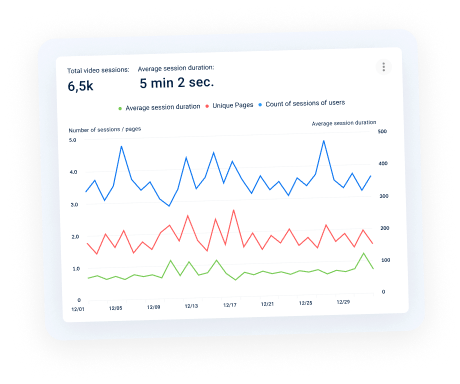 Total video sessions: Average session duration:
6,5k 5 min 2 sec.
Average session duration Unique Pages Count of sessions of users
Number of sessions / pages Average session duration
5.0 500
4.0 400
3.0 300
2.0 200
1.0 100
0 0
12/01 12/05 12/09 12/13 12/17 12/21 12/25 12/29